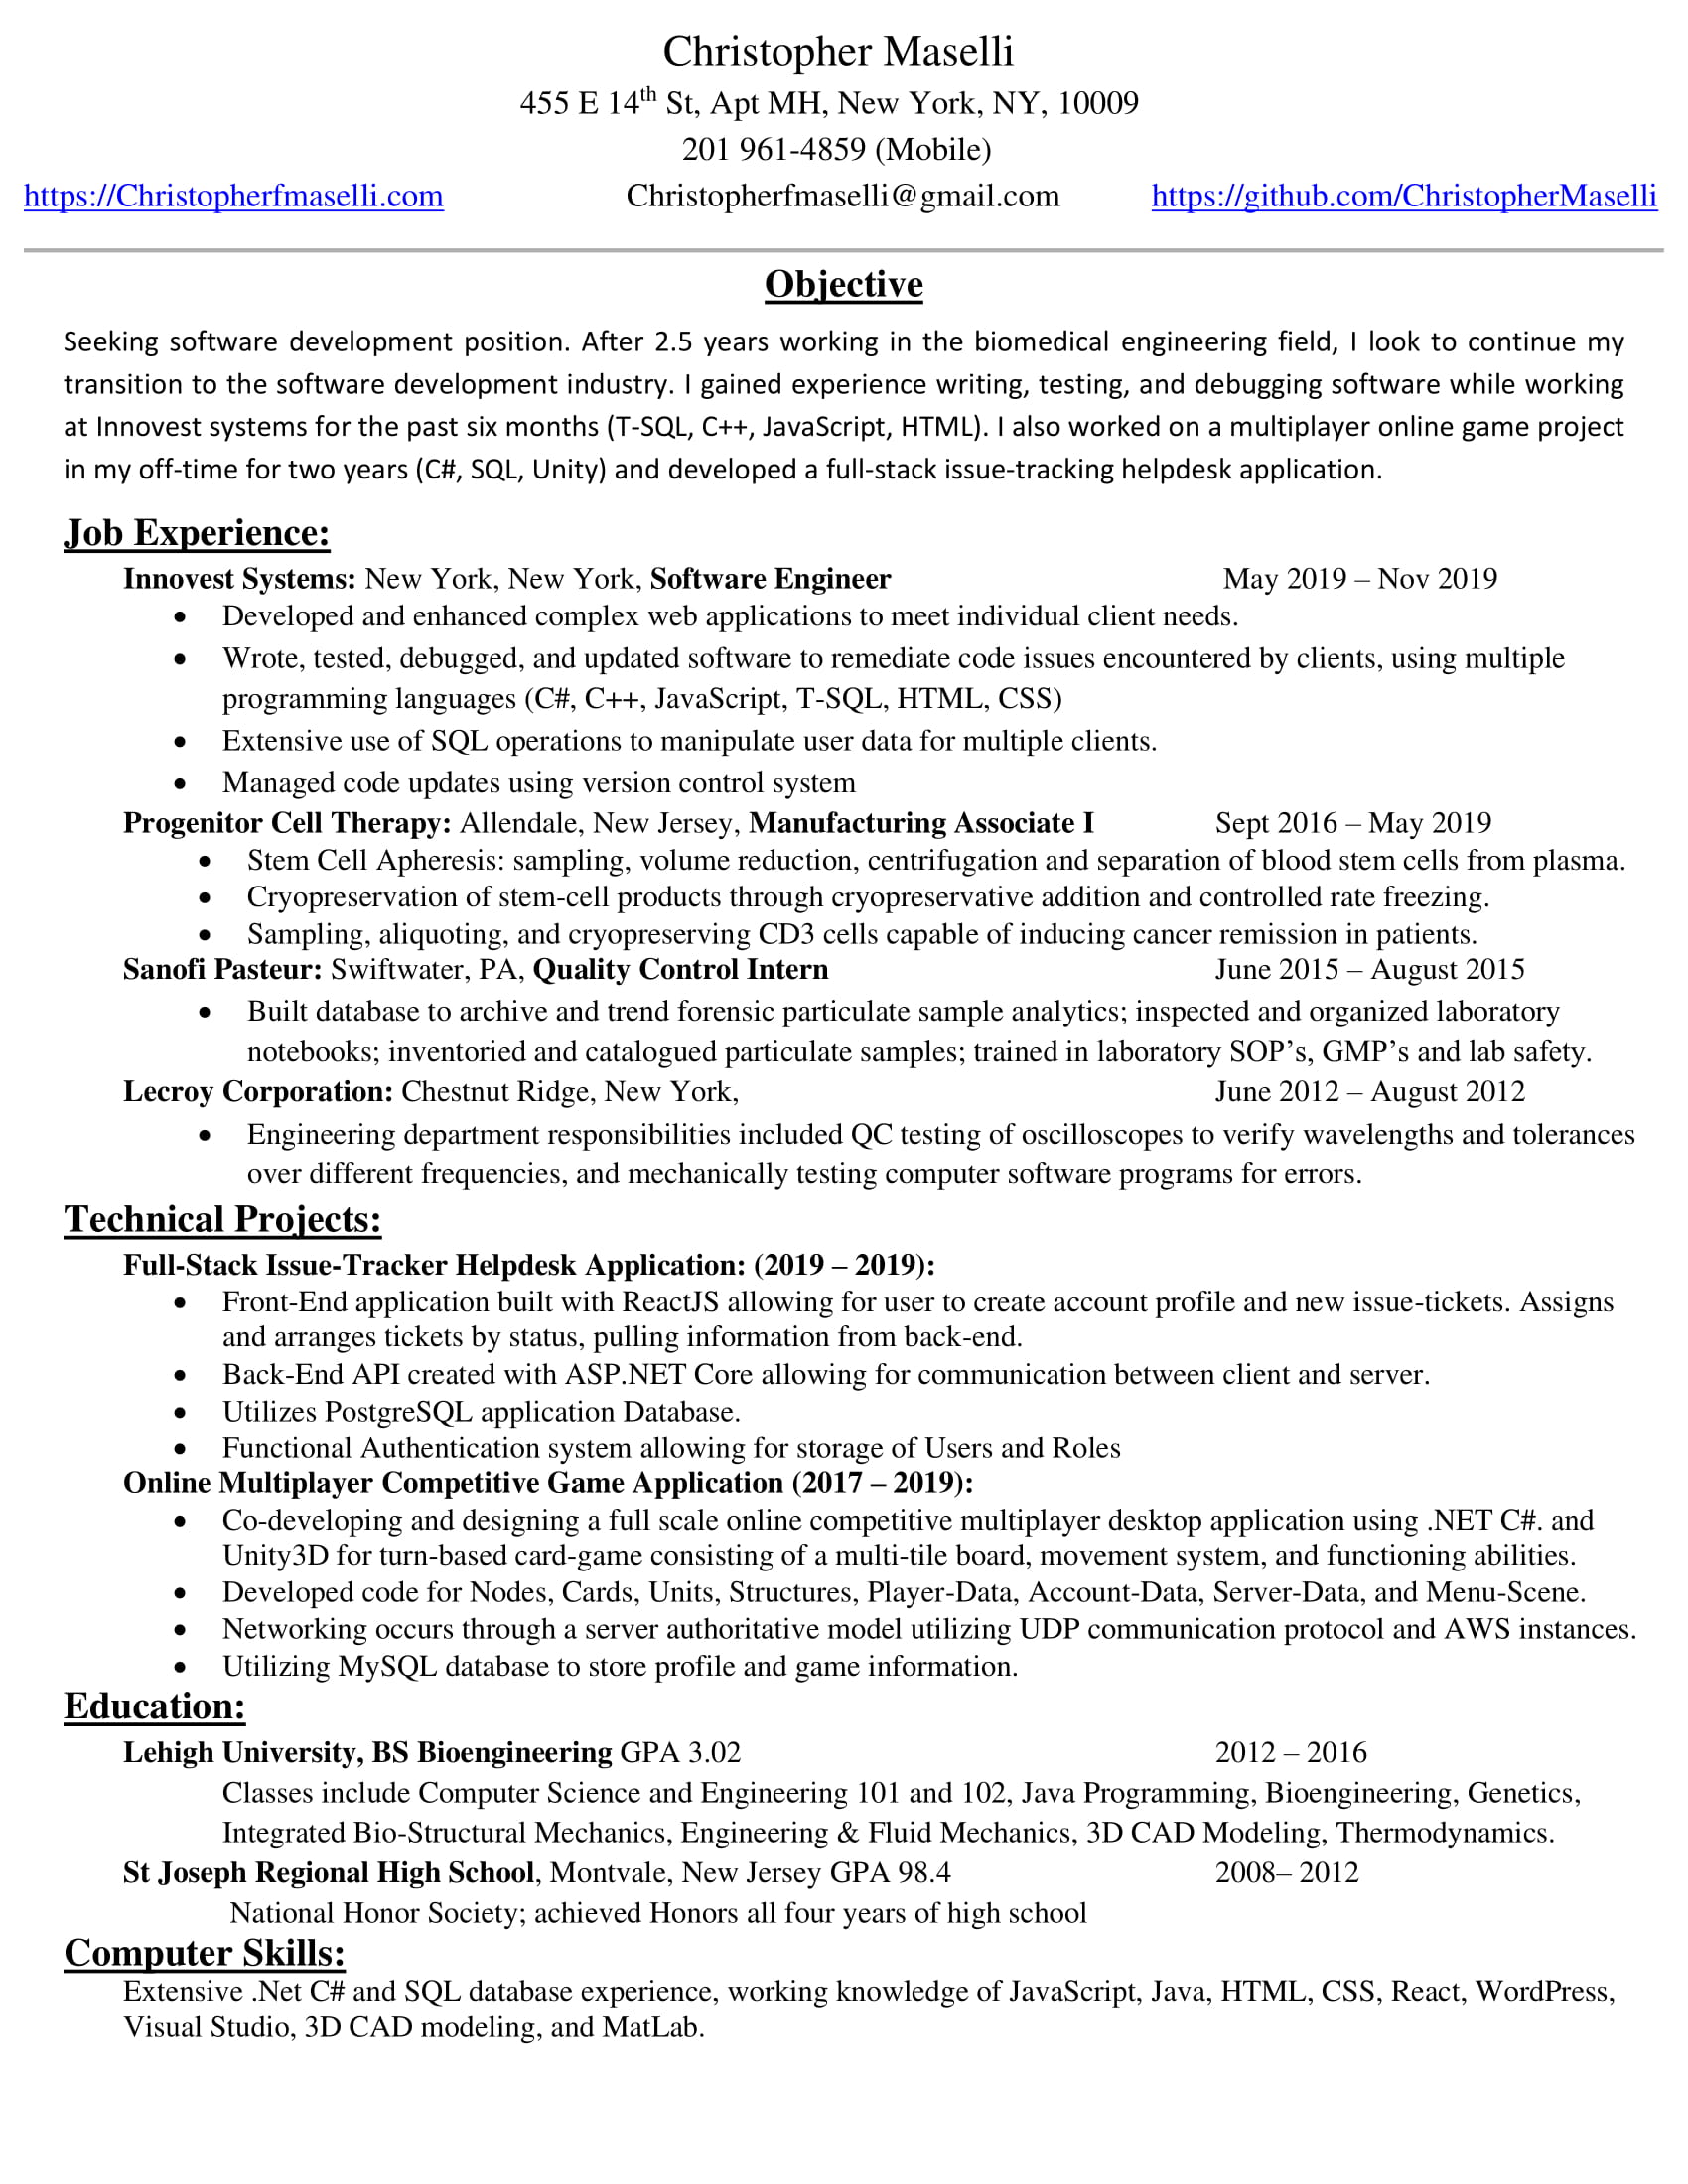 Christopher Maselli
455 E 14th St, Apt MH, New York, NY, 10009
201 961-4859 (Mobile)
https://Christopherfmaselli.com Christopherfmaselli@gmail.com https://github.com/ChristopherMaselli
Objective
Seeking software development position. After 2.5 years working in the biomedical engineering field, I look to continue my
transition to the software development industry. I gained experience writing, testing, and debugging software while working
at Innovest systems for the past six months (T-SQL, C++, JavaScript, HTML). I also worked on a multiplayer online game project
in my off-time for two years (C#, SQL, Unity) and developed a full-stack issue-tracking helpdesk application.
Job Experience:
Innovest Systems: New York, New York, Software Engineer May 2019 – Nov 2019
• Developed and enhanced complex web applications to meet individual client needs.
• Wrote, tested, debugged, and updated software to remediate code issues encountered by clients, using multiple
programming languages (C#, C++, JavaScript, T-SQL, HTML, CSS)
• Extensive use of SQL operations to manipulate user data for multiple clients.
• Managed code updates using version control system
Progenitor Cell Therapy: Allendale, New Jersey, Manufacturing Associate I Sept 2016 – May 2019
• Stem Cell Apheresis: sampling, volume reduction, centrifugation and separation of blood stem cells from plasma.
• Cryopreservation of stem-cell products through cryopreservative addition and controlled rate freezing.
• Sampling, aliquoting, and cryopreserving CD3 cells capable of inducing cancer remission in patients.
Sanofi Pasteur: Swiftwater, PA, Quality Control Intern June 2015 – August 2015
• Built database to archive and trend forensic particulate sample analytics; inspected and organized laboratory
notebooks; inventoried and catalogued particulate samples; trained in laboratory SOP’s, GMP’s and lab safety.
Lecroy Corporation: Chestnut Ridge, New York, June 2012 – August 2012
• Engineering department responsibilities included QC testing of oscilloscopes to verify wavelengths and tolerances
over different frequencies, and mechanically testing computer software programs for errors.
Technical Projects:
Full-Stack Issue-Tracker Helpdesk Application: (2019 – 2019):
• Front-End application built with ReactJS allowing for user to create account profile and new issue-tickets. Assigns
and arranges tickets by status, pulling information from back-end.
• Back-End API created with ASP.NET Core allowing for communication between client and server.
• Utilizes PostgreSQL application Database.
• Functional Authentication system allowing for storage of Users and Roles
Online Multiplayer Competitive Game Application (2017 – 2019):
• Co-developing and designing a full scale online competitive multiplayer desktop application using .NET C#. and
Unity3D for turn-based card-game consisting of a multi-tile board, movement system, and functioning abilities.
• Developed code for Nodes, Cards, Units, Structures, Player-Data, Account-Data, Server-Data, and Menu-Scene.
• Networking occurs through a server authoritative model utilizing UDP communication protocol and AWS instances.
• Utilizing MySQL database to store profile and game information.
Education:
Lehigh University, BS Bioengineering GPA 3.02 2012 – 2016
Classes include Computer Science and Engineering 101 and 102, Java Programming, Bioengineering, Genetics,
Integrated Bio-Structural Mechanics, Engineering & Fluid Mechanics, 3D CAD Modeling, Thermodynamics.
St Joseph Regional High School, Montvale, New Jersey GPA 98.4 2008– 2012
National Honor Society; achieved Honors all four years of high school
Computer Skills:
Extensive .Net C# and SQL database experience, working knowledge of JavaScript, Java, HTML, CSS, React, WordPress,
Visual Studio, 3D CAD modeling, and MatLab.